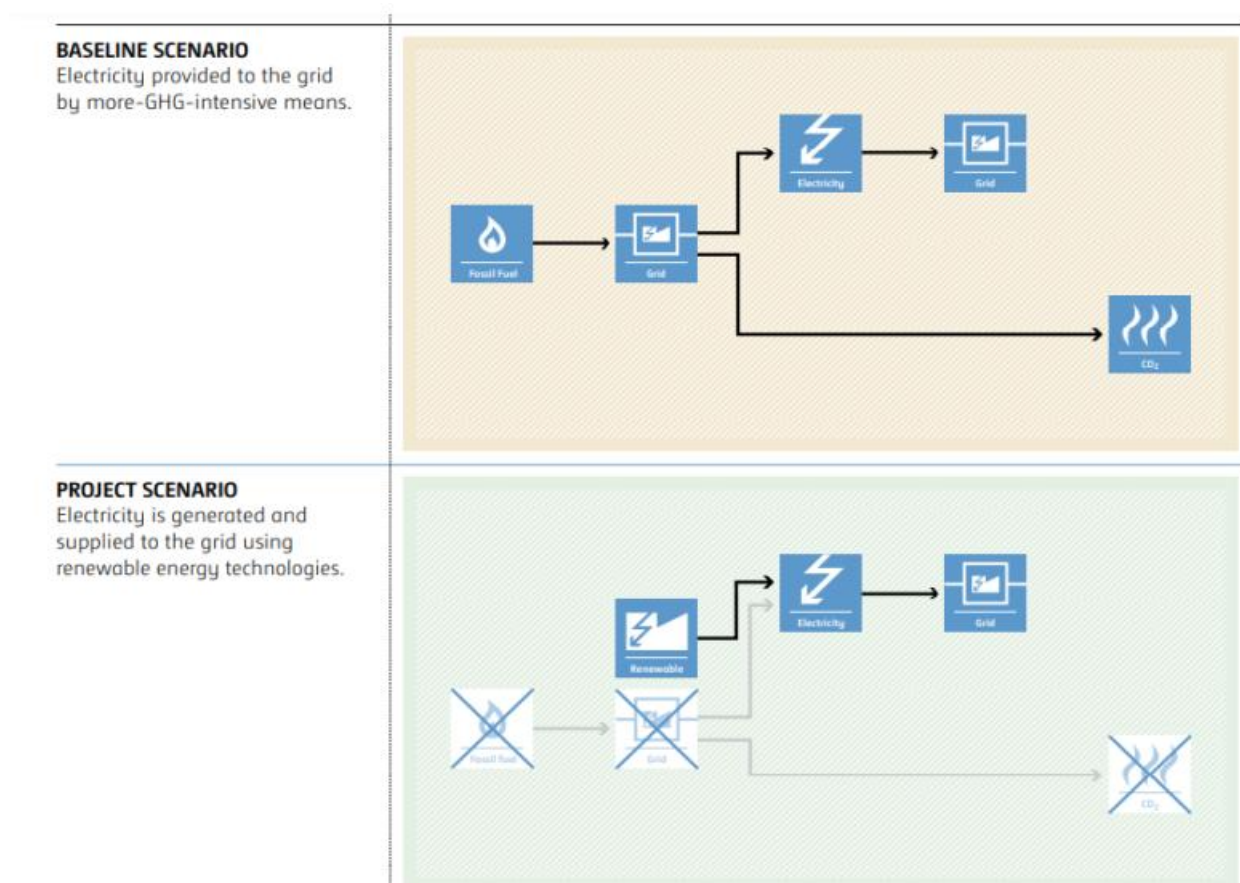 BASELINE SCENARIO
Electricity provided to the grid
by more-GHG-intensive means.
Electricity
Grid
Fossil Fuel
Grid
CO₂
PROJECT SCENARIO
Electricity is generated and
supplied to the grid using
renewable energy technologies.
Electricity
Grid
Renewable
Fossil fuel
Grid
CO₂